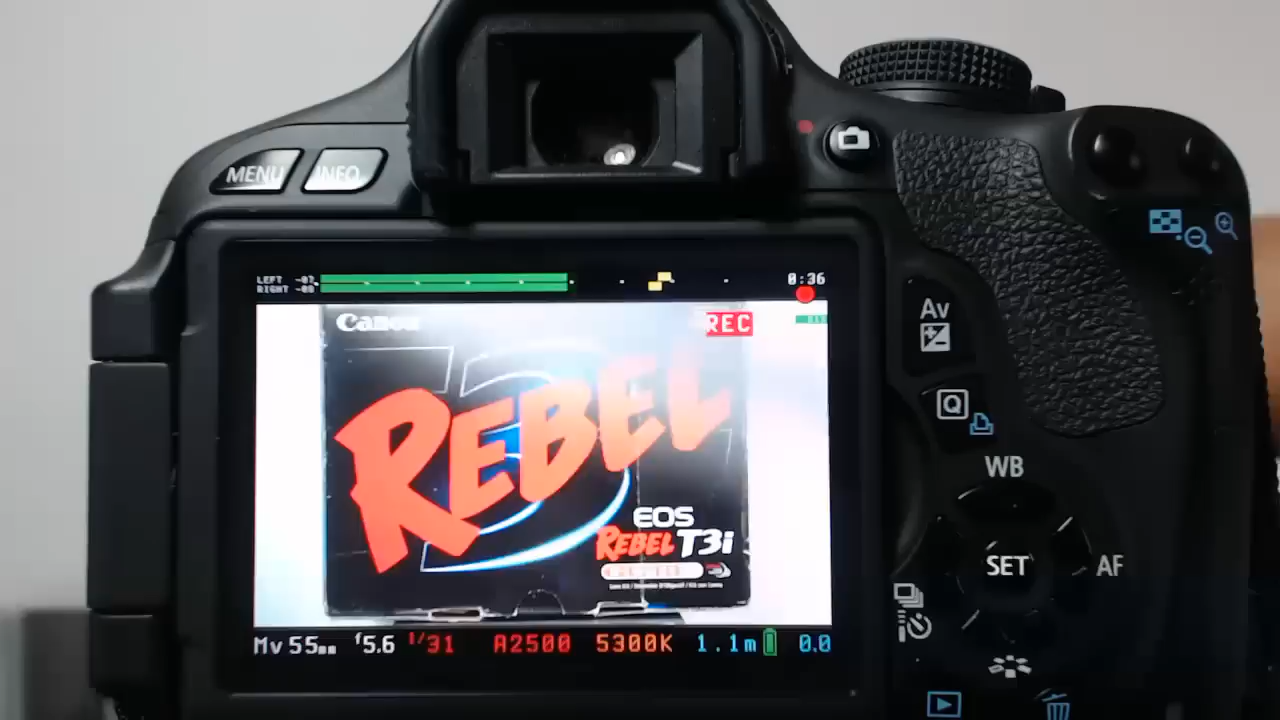 MENU INFO.
LEFT -07
RIGHT -08
0:36
Canon
REC
REBEL
EOS
REBEL T3i
Mv 55mm f5.6 1/31 A2500 5300K 1.1m 0.0
Av
Q
WB
SET
AF